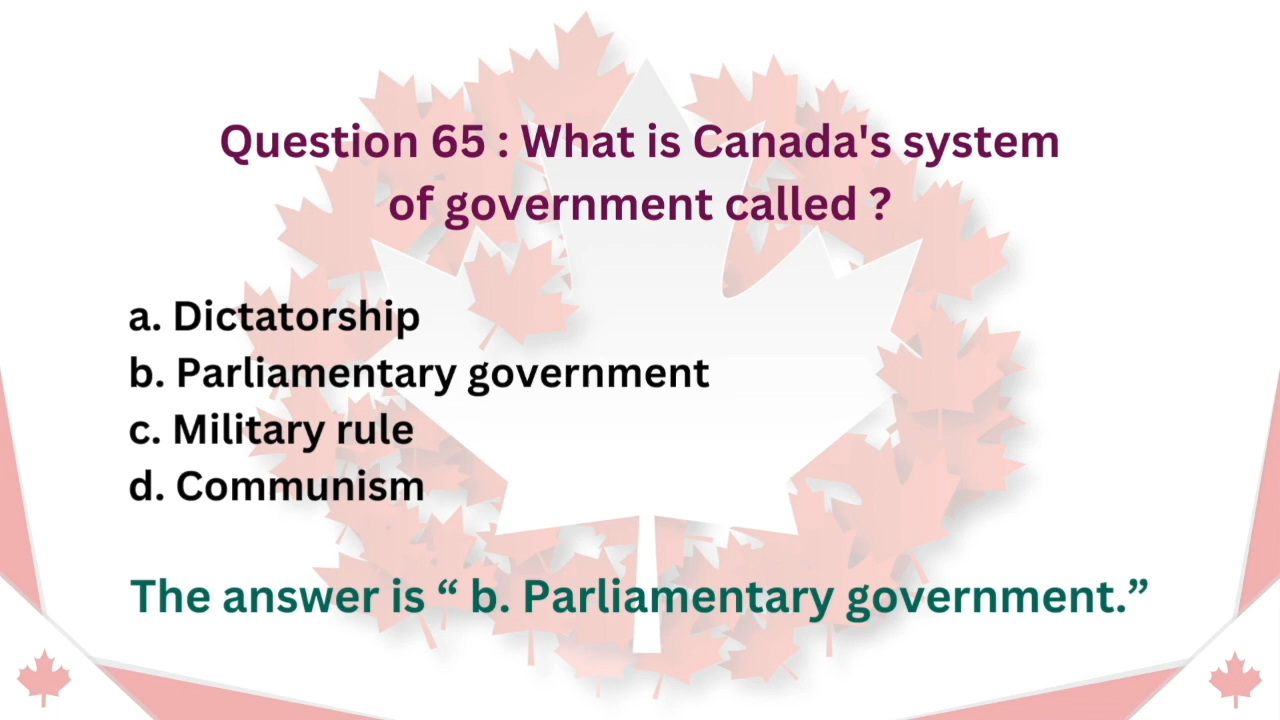 Question 65 : What is Canada's system
of government called ?
a. Dictatorship
b. Parliamentary government
c. Military rule
d. Communism
The answer is “ b. Parliamentary government.”